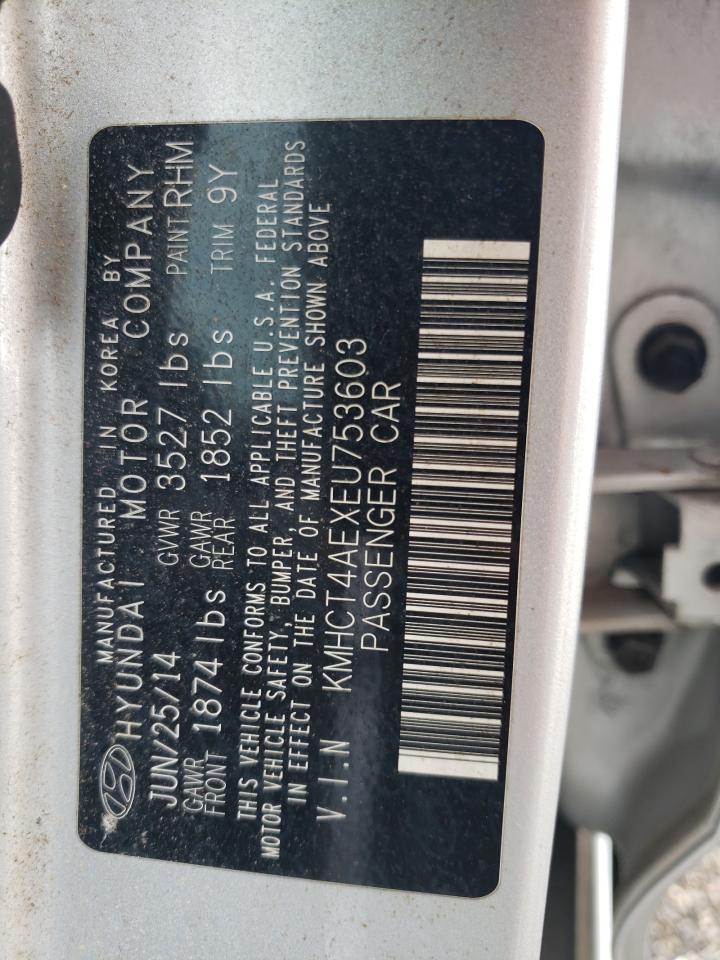 MANUFACTURED IN KOREA BY
HYUNDAI MOTOR COMPANY
JUN/25/14 GVWR 3527 lbs PAINT RHM
GAWR FRONT 1874 lbs GAWR REAR 1852 lbs TRIM 9Y
THIS VEHICLE CONFORMS TO ALL APPLICABLE U.S.A. FEDERAL
MOTOR VEHICLE SAFETY, BUMPER, AND THEFT PREVENTION STANDARDS
IN EFFECT ON THE DATE OF MANUFACTURE SHOWN ABOVE
V.I.N KMHCT4AEXEU753603
PASSENGER CAR